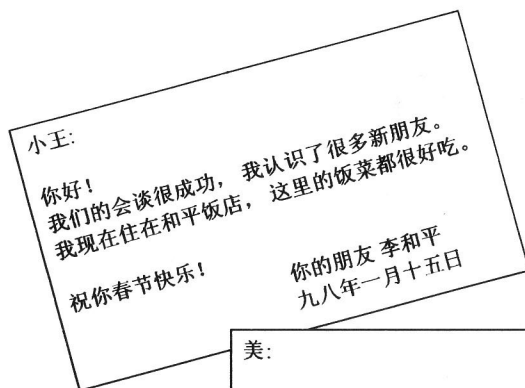 小王:
你好！
我们的会谈很成功，我认识了很多新朋友。
我现在住在和平饭店，这里的饭菜都很好吃。
祝你春节快乐！
你的朋友 李和平
九八年一月十五日
美: